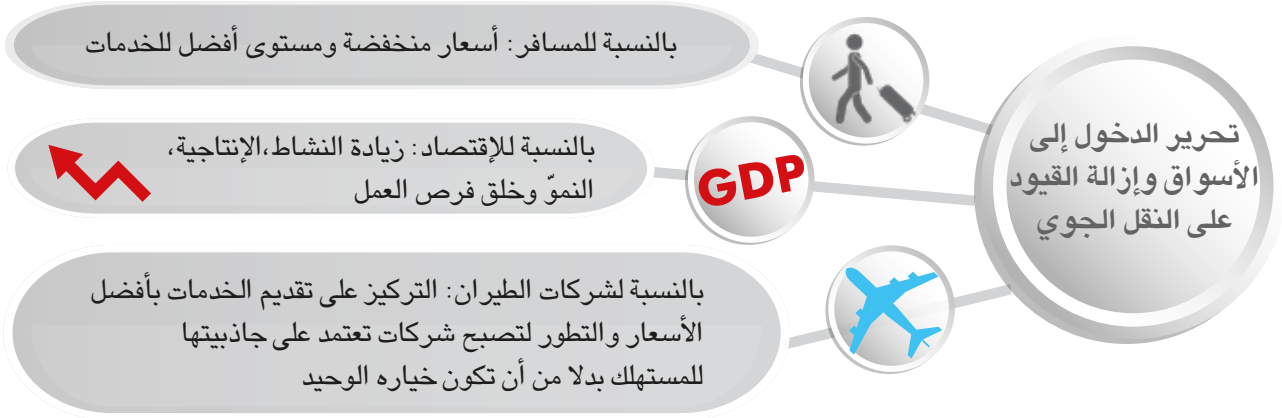 تحرير الدخول إلى
الأسواق وإزالة القيود
على النقل الجوي
بالنسبة للمسافر: أسعار منخفضة ومستوى أفضل للخدمات
GDP
بالنسبة للإقتصاد: زيادة النشاط،الإنتاجية،
النموّ وخلق فرص العمل
بالنسبة لشركات الطيران: التركيز على تقديم الخدمات بأفضل
الأسعار والتطور لتصبح شركات تعتمد على جاذبيتها
للمستهلك بدلا من أن تكون خياره الوحيد